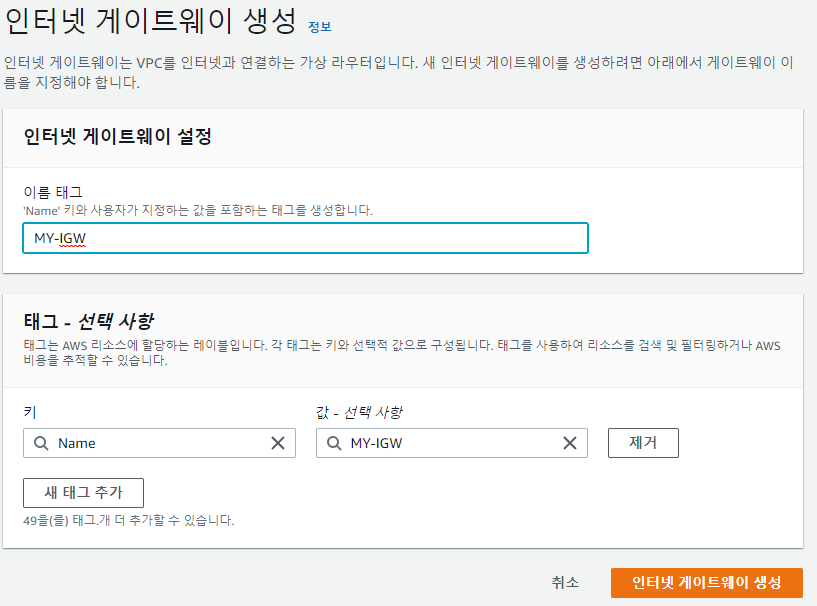 인터넷 게이트웨이 생성 정보
인터넷 게이트웨이는 VPC를 인터넷과 연결하는 가상 라우터입니다. 새 인터넷 게이트웨이를 생성하려면 아래에서 게이트웨이 이
름을 지정해야 합니다.
인터넷 게이트웨이 설정
이름 태그
'Name' 키와 사용자가 지정하는 값을 포함하는 태그를 생성합니다.
MY-IGW
태그 - 선택 사항
태그는 AWS 리소스에 할당하는 레이블입니다. 각 태그는 키와 선택적 값으로 구성됩니다. 태그를 사용하여 리소스를 검색 및 필터링하거나 AWS
비용을 추적할 수 있습니다.
키 값 - 선택 사항
Name MY-IGW 제거
새 태그 추가
49을(를) 태그.개 더 추가할 수 있습니다.
취소 인터넷 게이트웨이 생성